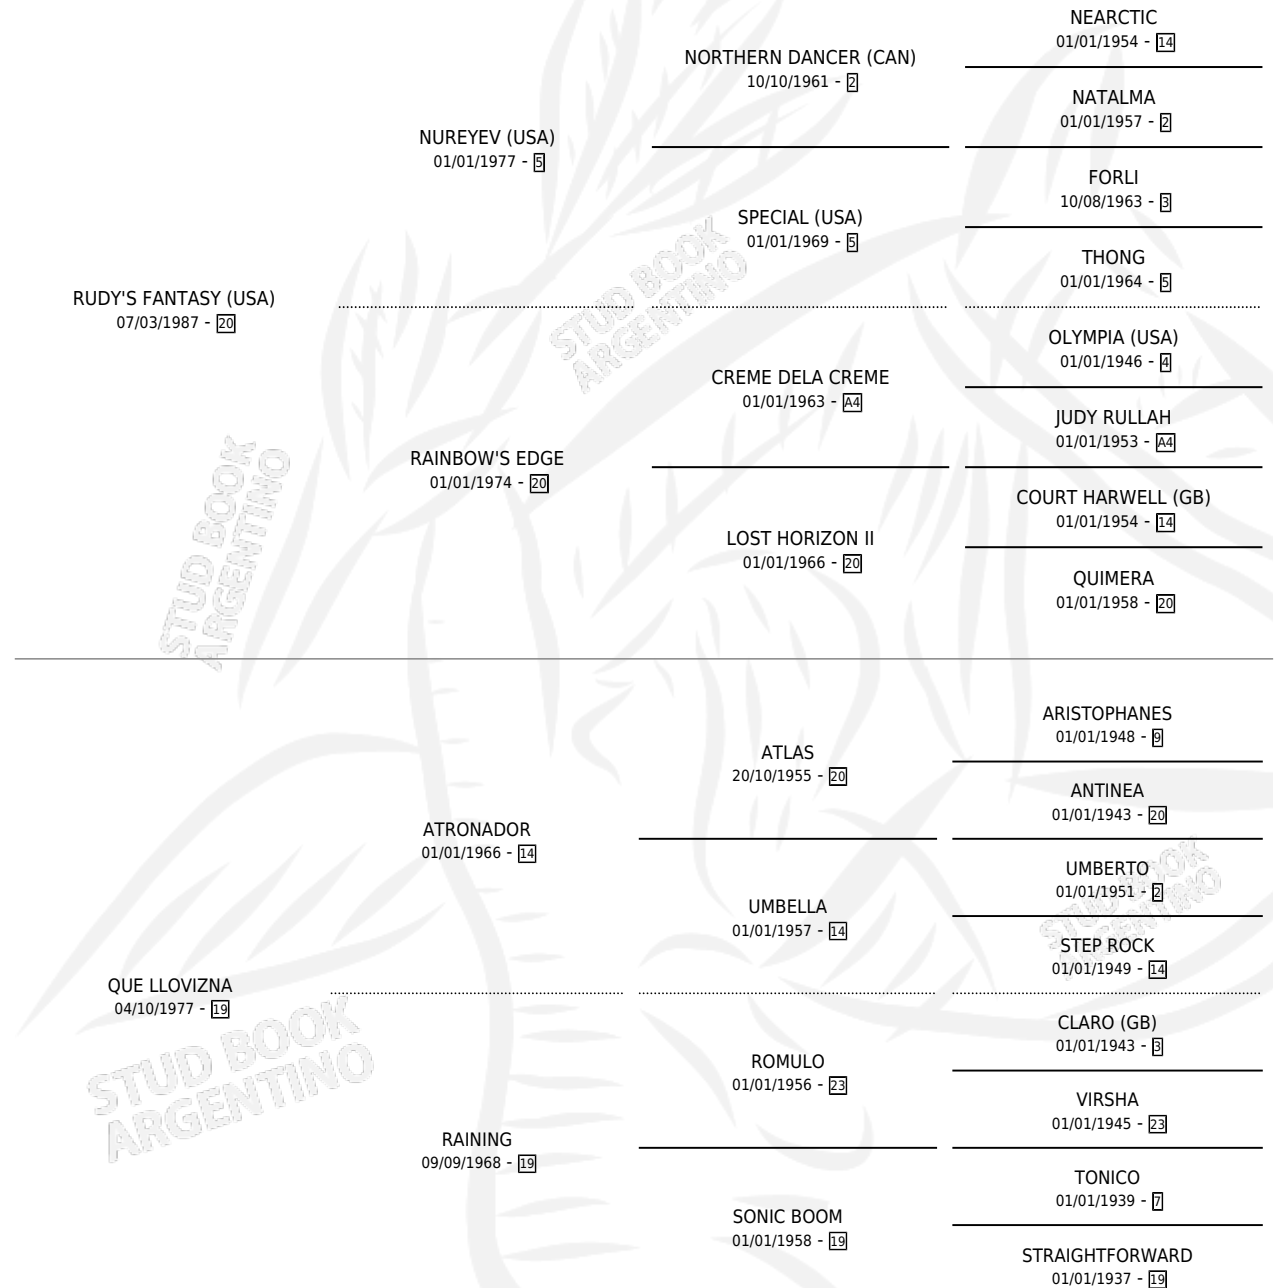 NEARCTIC
01/01/1954 - 14
NORTHERN DANCER (CAN)
10/10/1961 - 2
NATALMA
01/01/1957 - 2
NUREYEV (USA)
01/01/1977 - 5
FORLI
10/08/1963 - 3
SPECIAL (USA)
01/01/1969 - 5
THONG
01/01/1964 - 5
RUDY'S FANTASY (USA)
07/03/1987 - 20
OLYMPIA (USA)
01/01/1946 - 4
CREME DELA CREME
01/01/1963 - A4
JUDY RULLAH
01/01/1953 - A4
RAINBOW'S EDGE
01/01/1974 - 20
COURT HARWELL (GB)
01/01/1954 - 14
LOST HORIZON II
01/01/1966 - 20
QUIMERA
01/01/1958 - 20
ARISTOPHANES
01/01/1948 - 9
ATLAS
20/10/1955 - 20
ANTINEA
01/01/1943 - 20
ATRONADOR
01/01/1966 - 14
UMBERTO
01/01/1951 - 2
UMBELLA
01/01/1957 - 14
STEP ROCK
01/01/1949 - 14
QUE LLOVIZNA
04/10/1977 - 19
CLARO (GB)
01/01/1943 - 3
ROMULO
01/01/1956 - 23
VIRSHA
01/01/1945 - 23
RAINING
09/09/1968 - 19
TONICO
01/01/1939 - 7
SONIC BOOM
01/01/1958 - 19
STRAIGHTFORWARD
01/01/1937 - 19
STUD BOOK
ARGENTINO
STUD BOOK
ARGENTINO
STUD BOOK
ARGENTINO
STUD BOOK
ARGENTINO